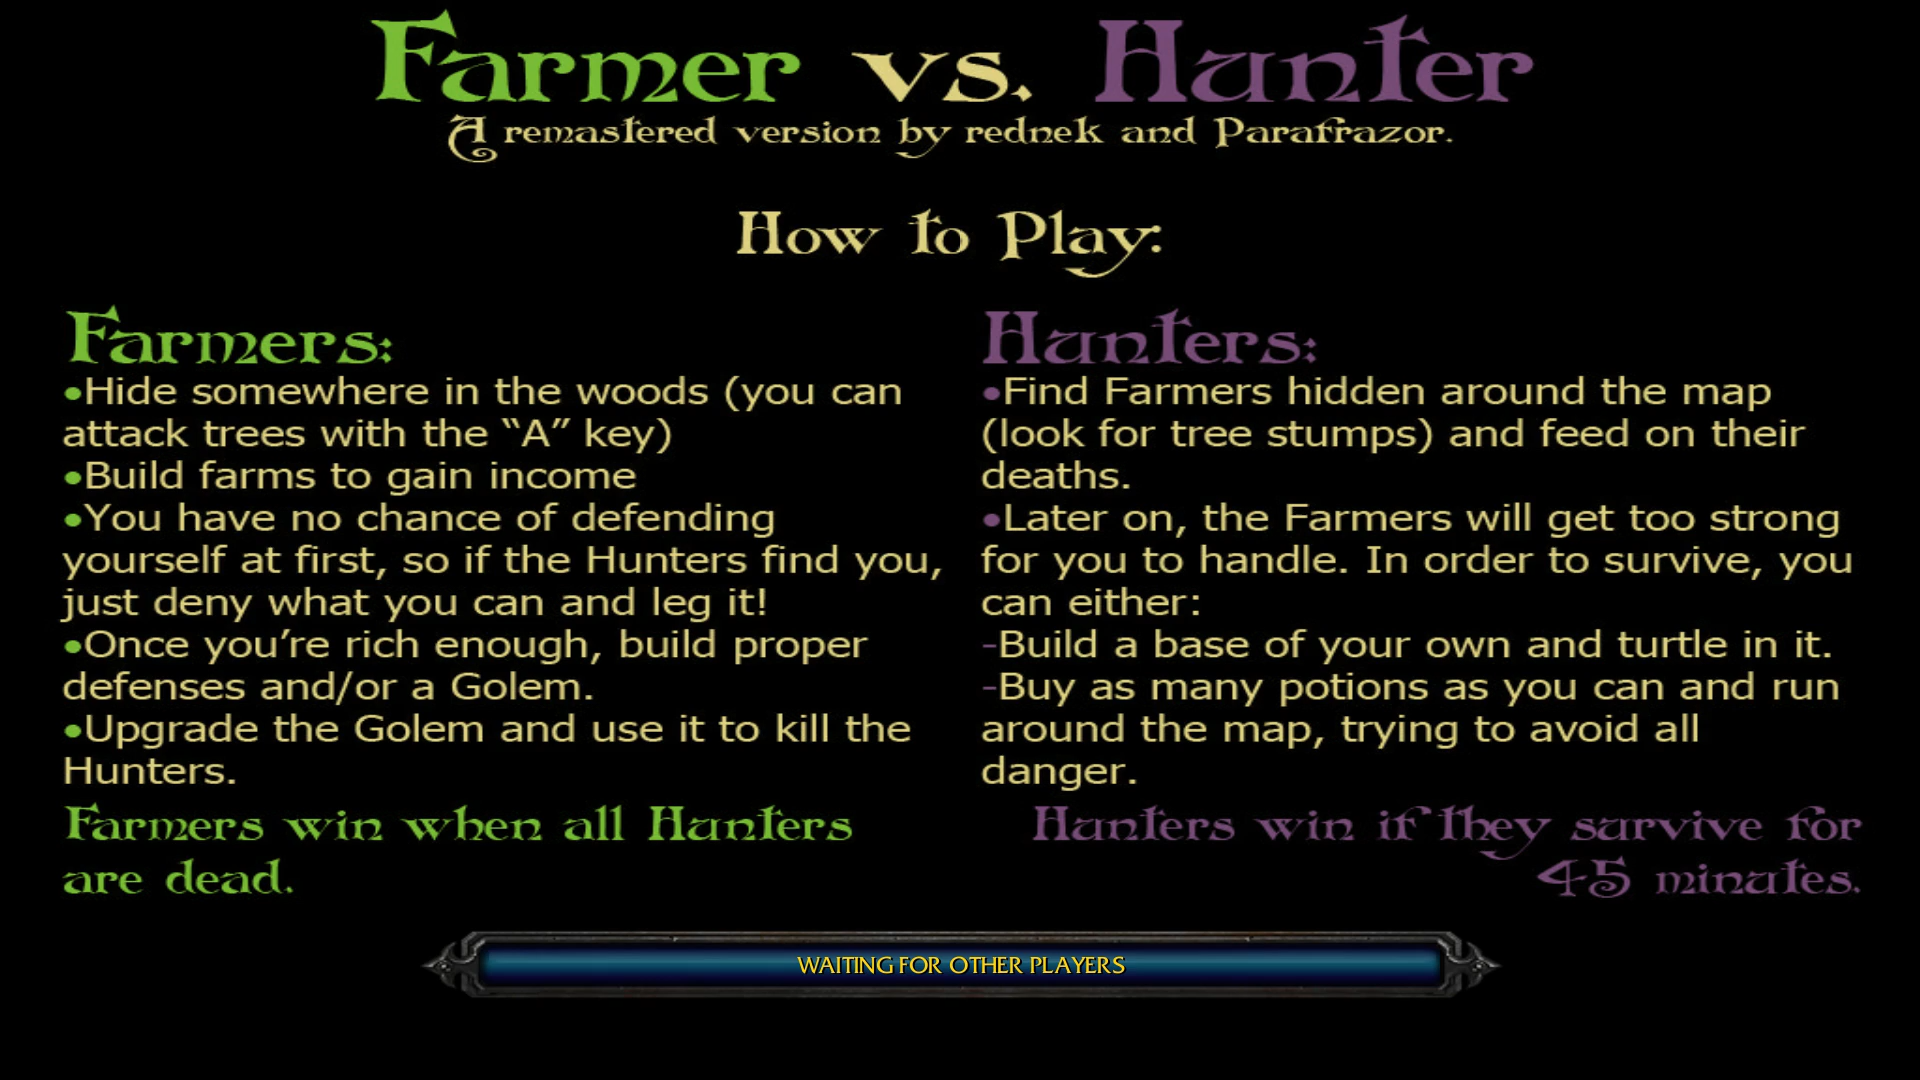 Farmer vs. Hunter
A remastered version by rednek and Parafrazor.
How to Play:
Farmers:
•Hide somewhere in the woods (you can
attack trees with the “A” key)
•Build farms to gain income
•You have no chance of defending
yourself at first, so if the Hunters find you,
just deny what you can and leg it!
•Once you’re rich enough, build proper
defenses and/or a Golem.
•Upgrade the Golem and use it to kill the
Hunters.
Farmers win when all Hunters
are dead.
Hunters:
•Find Farmers hidden around the map
(look for tree stumps) and feed on their
deaths.
•Later on, the Farmers will get too strong
for you to handle. In order to survive, you
can either:
-Build a base of your own and turtle in it.
-Buy as many potions as you can and run
around the map, trying to avoid all
danger.
Hunters win if they survive for
45 minutes.
WAITING FOR OTHER PLAYERS